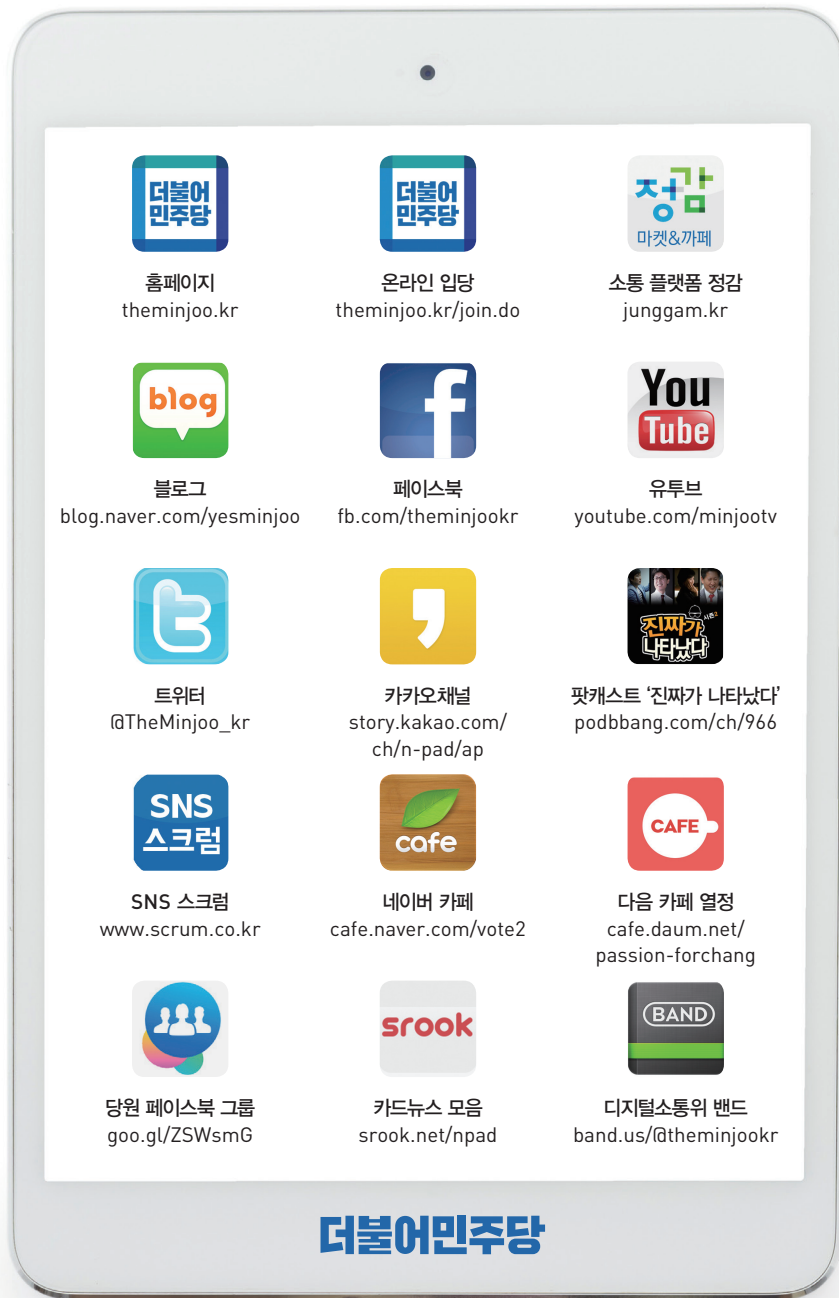 더불어
민주당
홈페이지
theminjoo.kr
더불어
민주당
온라인 입당
theminjoo.kr/join.do
정감
마켓&까페
소통 플랫폼 정감
junggam.kr
blog
블로그
blog.naver.com/yesminjoo
f
페이스북
fb.com/theminjookr
You
Tube
유투브
youtube.com/minjootv
t
트위터
@TheMinjoo_kr
카카오채널
story.kakao.com/
ch/n-pad/ap
진짜가 시즌2
나타났다
팟캐스트 ‘진짜가 나타났다’
podbbang.com/ch/966
SNS
스크럼
SNS 스크럼
www.scrum.co.kr
cafe
네이버 카페
cafe.naver.com/vote2
CAFE
다음 카페 열정
cafe.daum.net/
passion-forchang
당원 페이스북 그룹
goo.gl/ZSWsmG
srook
카드뉴스 모음
srook.net/npad
BAND
디지털소통위 밴드
band.us/@theminjookr
더불어민주당